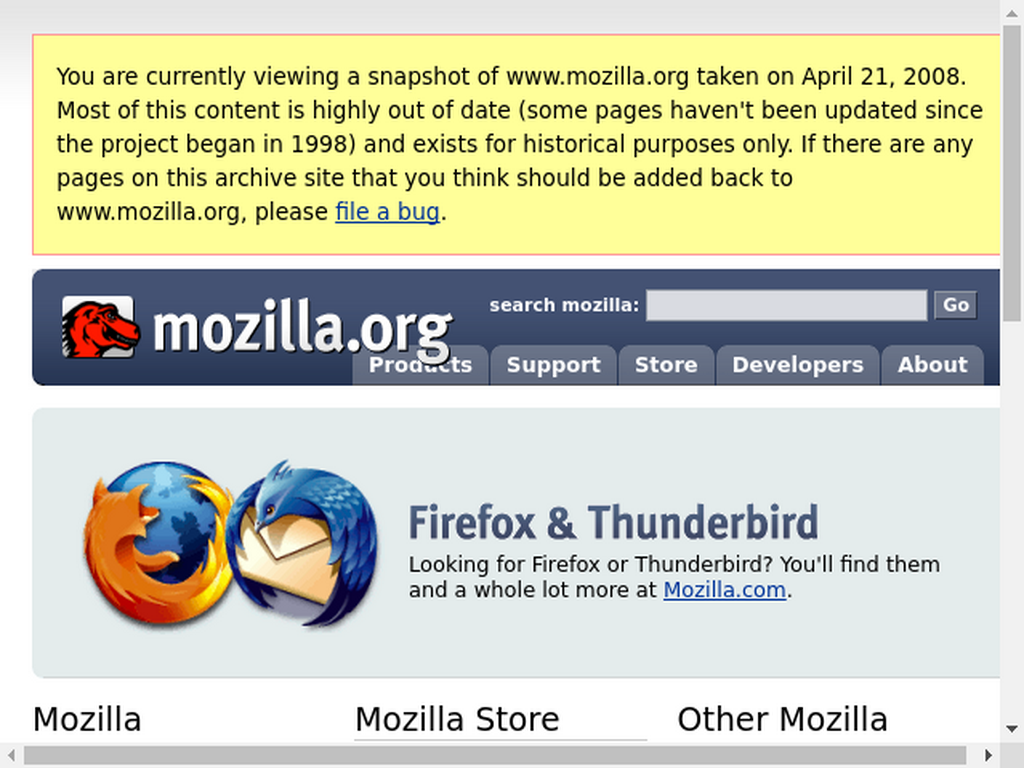 You are currently viewing a snapshot of www.mozilla.org taken on April 21, 2008.
Most of this content is highly out of date (some pages haven't been updated since
the project began in 1998) and exists for historical purposes only. If there are any
pages on this archive site that you think should be added back to
www.mozilla.org, please file a bug.
mozilla.org
search mozilla: Go
Products Support Store Developers About
Firefox & Thunderbird
Looking for Firefox or Thunderbird? You'll find them
and a whole lot more at Mozilla.com.
Mozilla Mozilla Store Other Mozilla